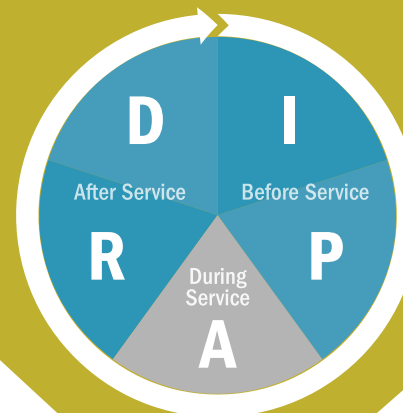 D
I
After Service
Before Service
R
P
During
Service
A